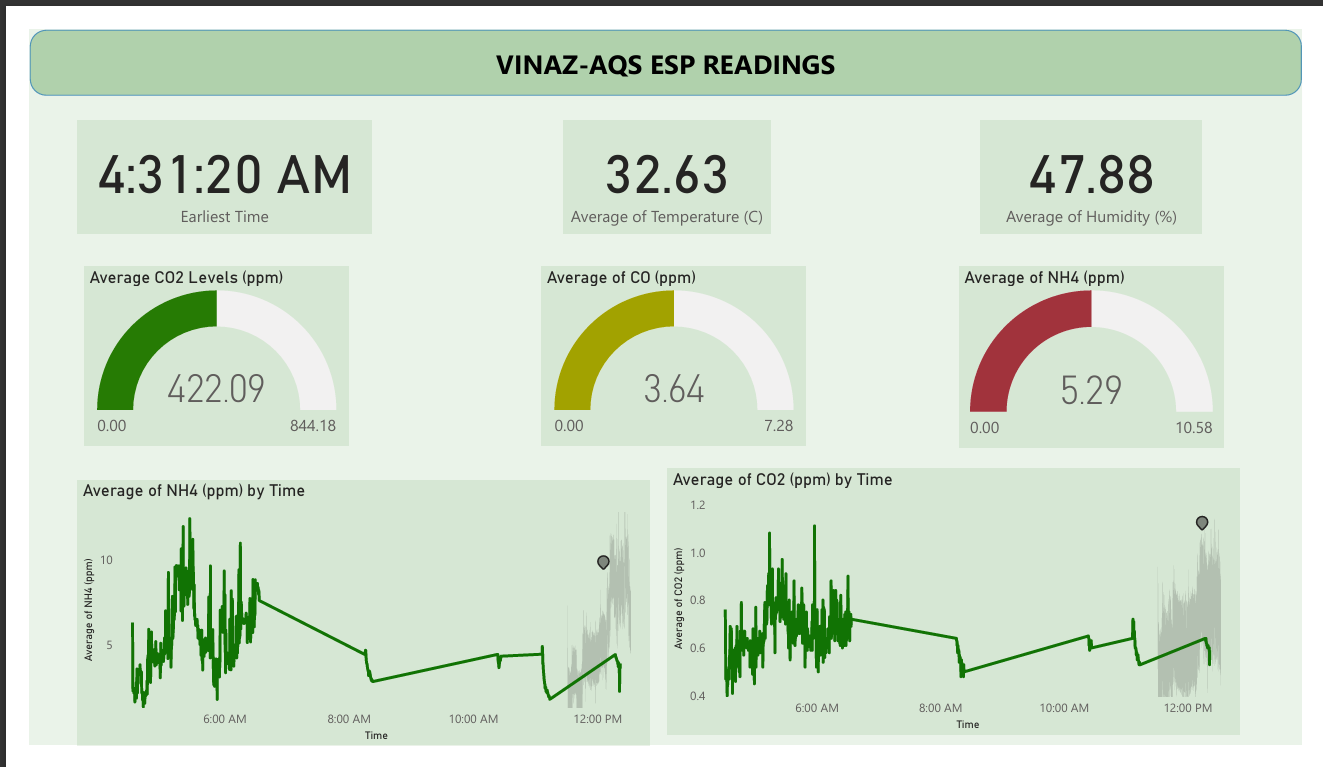 VINAZ-AQS ESP READINGS
4:31:20 AM
Earliest Time
32.63
Average of Temperature (C)
47.88
Average of Humidity (%)
Average CO2 Levels (ppm)
422.09
0.00
844.18
Average of CO (ppm)
3.64
0.00
7.28
Average of NH4 (ppm)
5.29
0.00
10.58
Average of NH4 (ppm) by Time
Average of NH4 (ppm)
10
5
6:00 AM
8:00 AM
10:00 AM
12:00 PM
Time
Average of CO2 (ppm) by Time
Average of CO2 (ppm)
1.2
1.0
0.8
0.6
0.4
6:00 AM
8:00 AM
10:00 AM
12:00 PM
Time